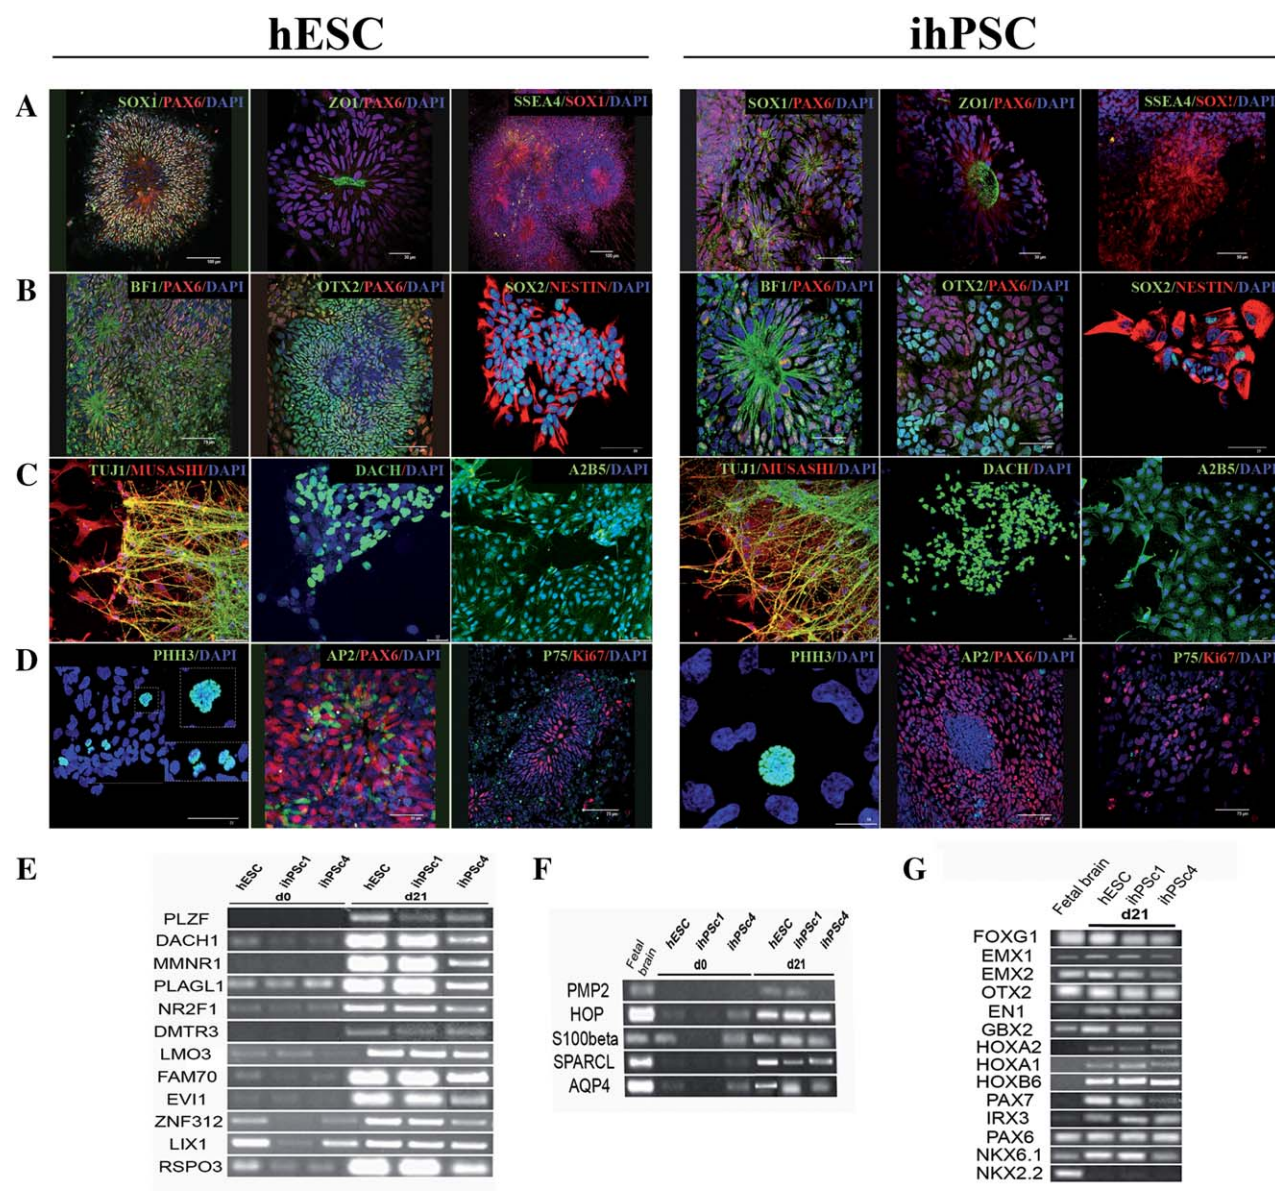 hESC ihPSC
A SOX1/PAX6/DAPI ZO1/PAX6/DAPI SSEA4/SOX1/DAPI SOX1/PAX6/DAPI ZO1/PAX6/DAPI SSEA4/SOX!/DAPI
B BF1/PAX6/DAPI OTX2/PAX6/DAPI SOX2/NESTIN/DAPI BF1/PAX6/DAPI OTX2/PAX6/DAPI SOX2/NESTIN/DAPI
C TUJ1/MUSASHI/DAPI DACH/DAPI A2B5/DAPI TUJ1/MUSASHI/DAPI DACH/DAPI A2B5/DAPI
D PHH3/DAPI AP2/PAX6/DAPI P75/Ki67/DAPI PHH3/DAPI AP2/PAX6/DAPI P75/Ki67/DAPI
E
hESC ihPSc1 ihPSc4 hESC ihPSc1 ihPSc4
d0 d21
PLZF
DACH1
MMNR1
PLAGL1
NR2F1
DMTR3
LMO3
FAM70
EVI1
ZNF312
LIX1
RSPO3
F
Fetal brain hESC ihPSc1 ihPSc4 hESC ihPSc1 ihPSc4
d0 d21
PMP2
HOP
S100beta
SPARCL
AQP4
G
Fetal brain hESC ihPSc1 ihPSc4
d21
FOXG1
EMX1
EMX2
OTX2
EN1
GBX2
HOXA2
HOXA1
HOXB6
PAX7
IRX3
PAX6
NKX6.1
NKX2.2